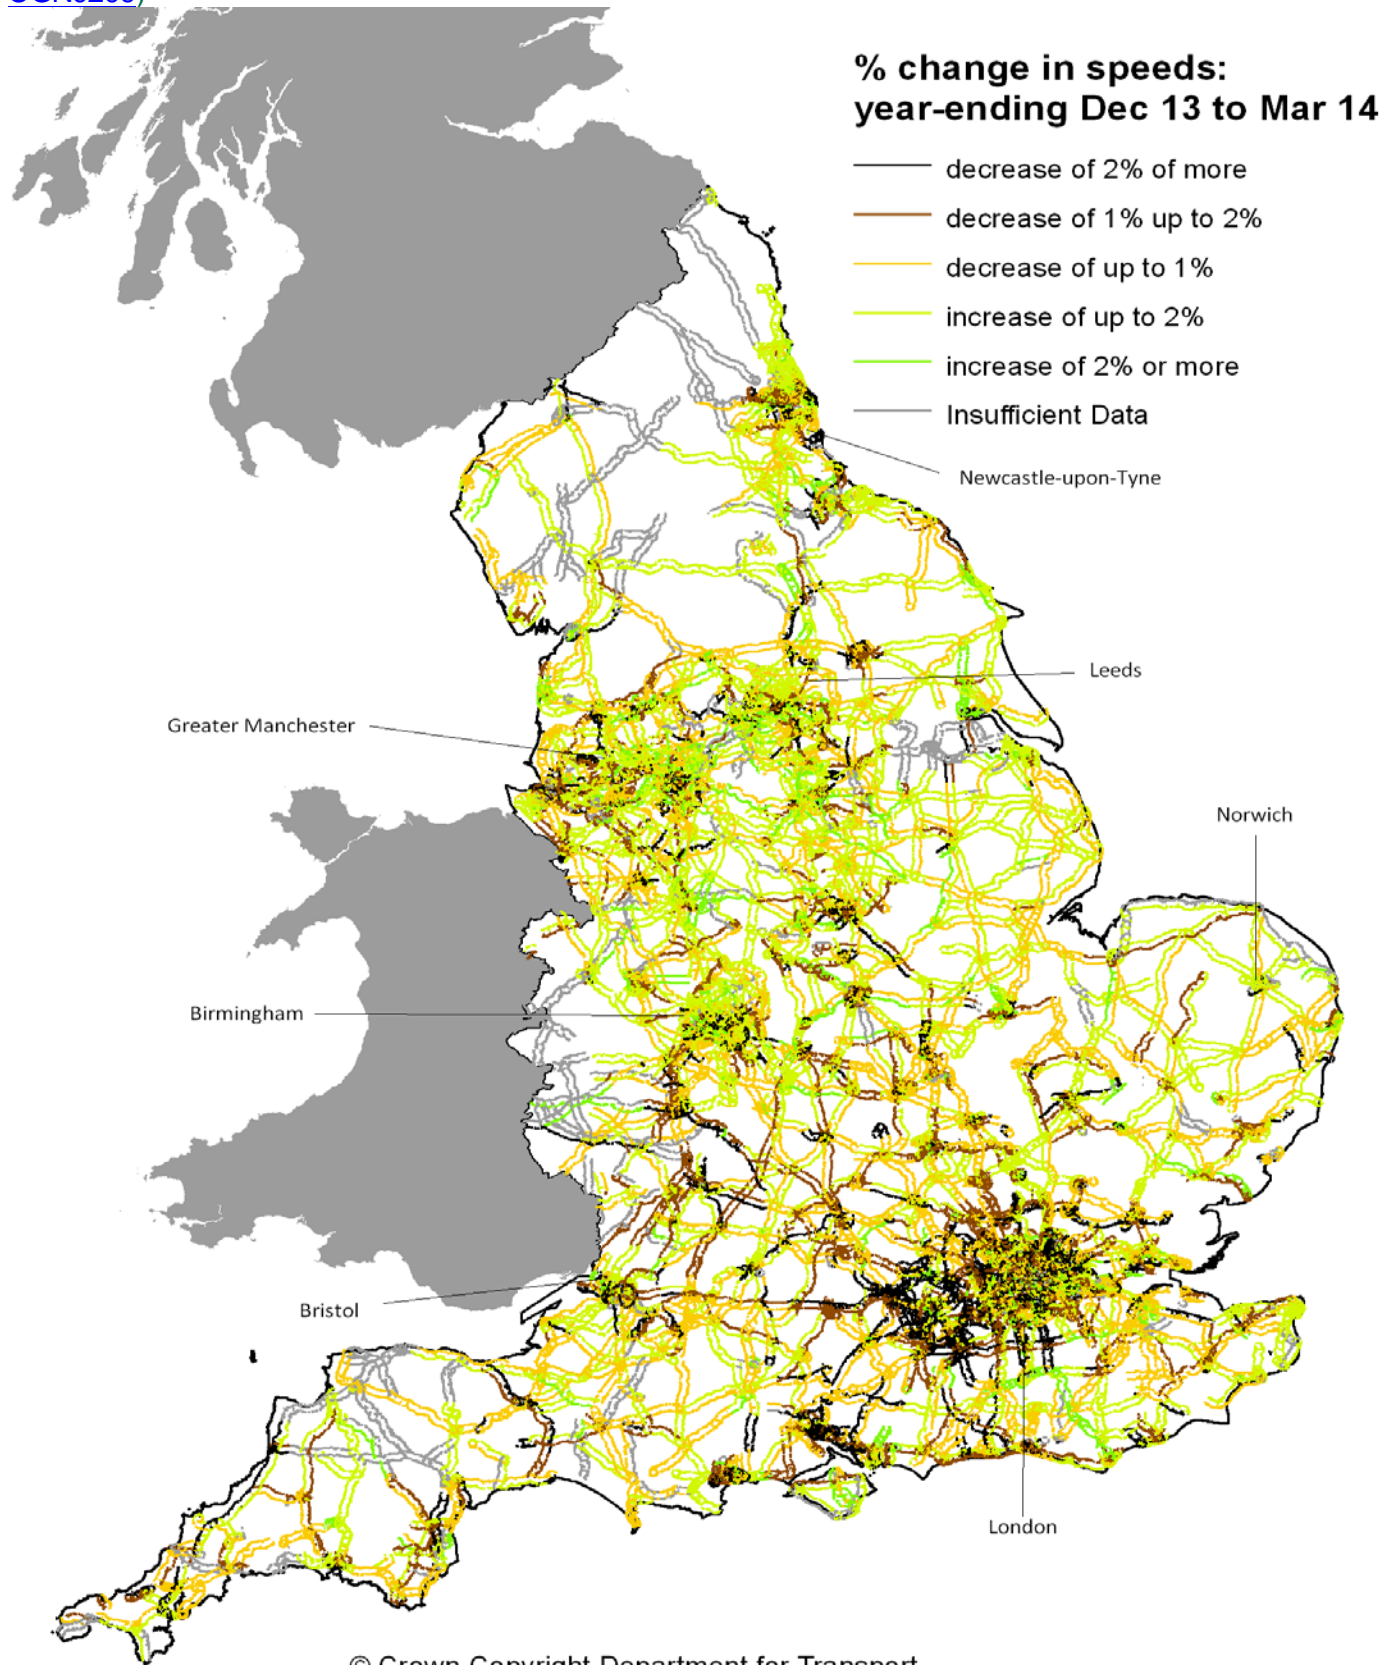 % change in speeds:
year-ending Dec 13 to Mar 14
decrease of 2% of more
decrease of 1% up to 2%
decrease of up to 1%
increase of up to 2%
increase of 2% or more
Insufficient Data
Newcastle-upon-Tyne
Leeds
Greater Manchester
Norwich
Birmingham
Bristol
London
© Crown Copyright Department for Transport